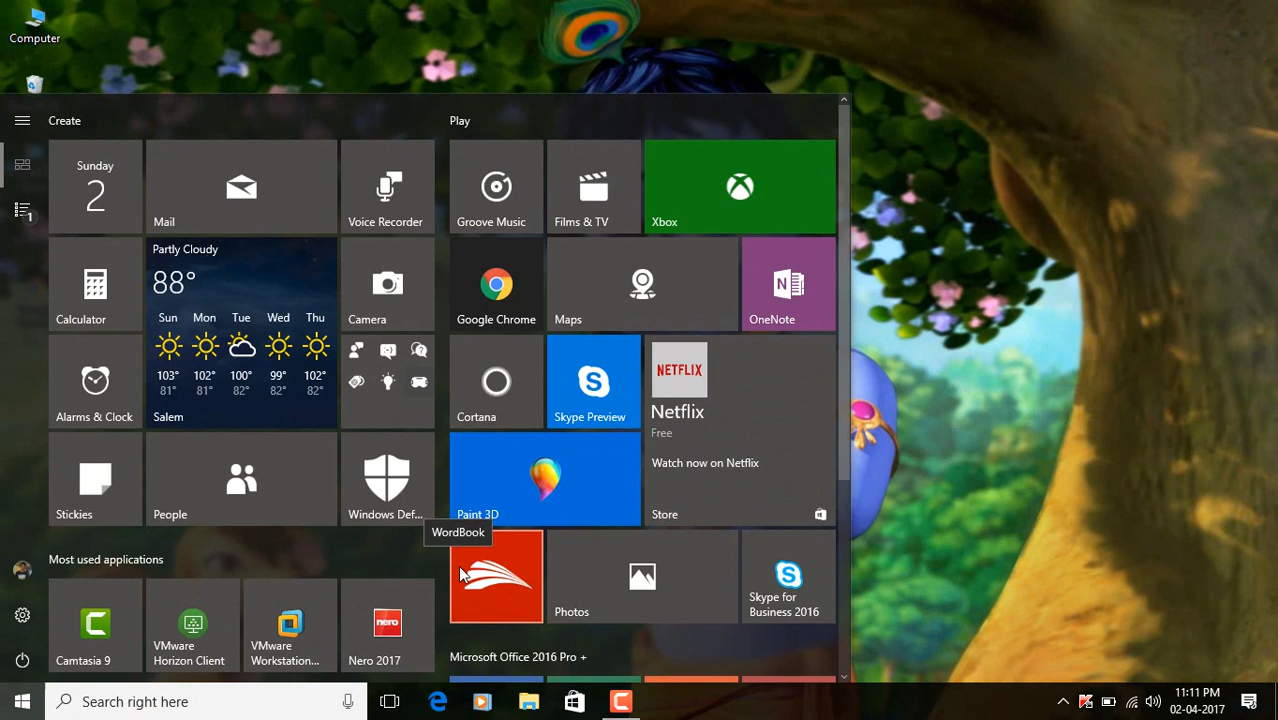 Computer
Create
Play
Sunday
2
Mail
Voice Recorder
Groove Music
Films & TV
Xbox
1
Calculator
Partly Cloudy
88°
Sun Mon Tue Wed Thu
103° 102° 100° 99° 102°
81° 81° 82° 82° 82°
Salem
Camera
Google Chrome
Maps
N
OneNote
Alarms & Clock
Cortana
S
Skype Preview
NETFLIX
Netflix
Free
Watch now on Netflix
Store
Stickies
People
Windows Def...
Paint 3D
WordBook
Photos
S
Skype for
Business 2016
Most used applications
C
Camtasia 9
VMware
Horizon Client
VMware
Workstation...
nero
Nero 2017
Microsoft Office 2016 Pro +
Search right here
C
11:11 PM
02-04-2017